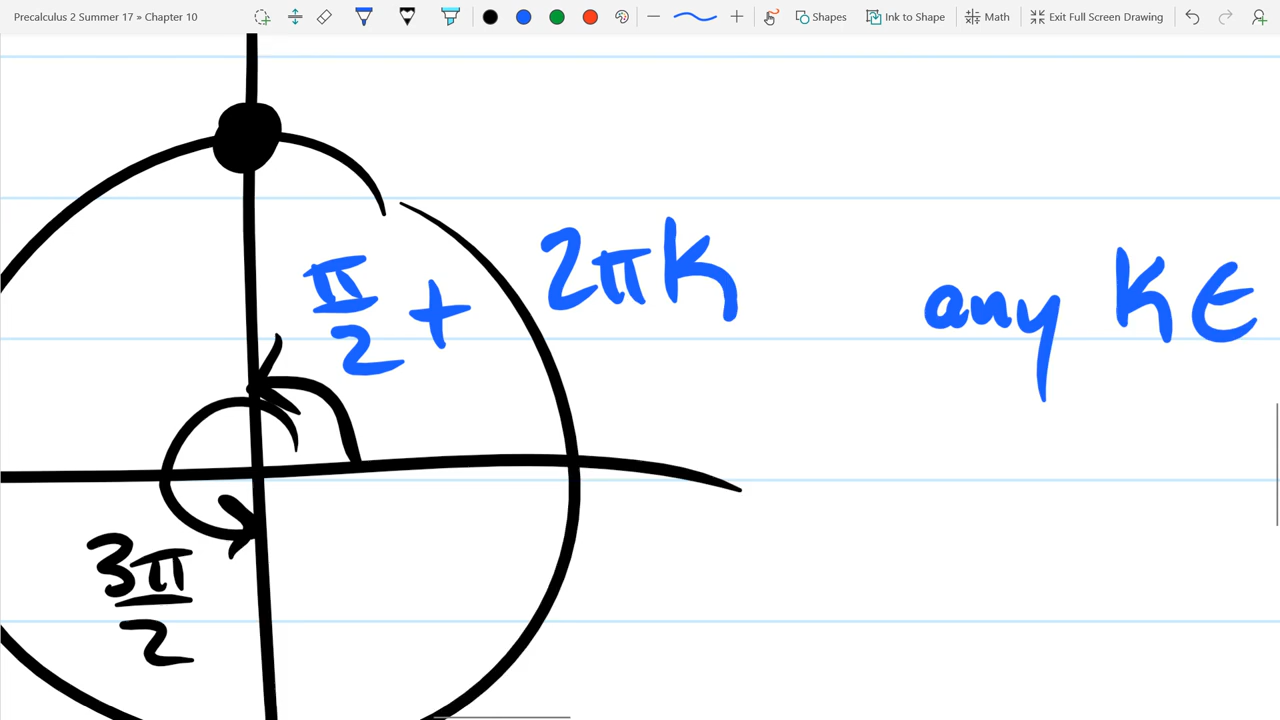 Precalculus 2 Summer 17 » Chapter 10
Shapes
Ink to Shape
Math
Exit Full Screen Drawing
π/2 + 2πK
any K ∈
3π/2